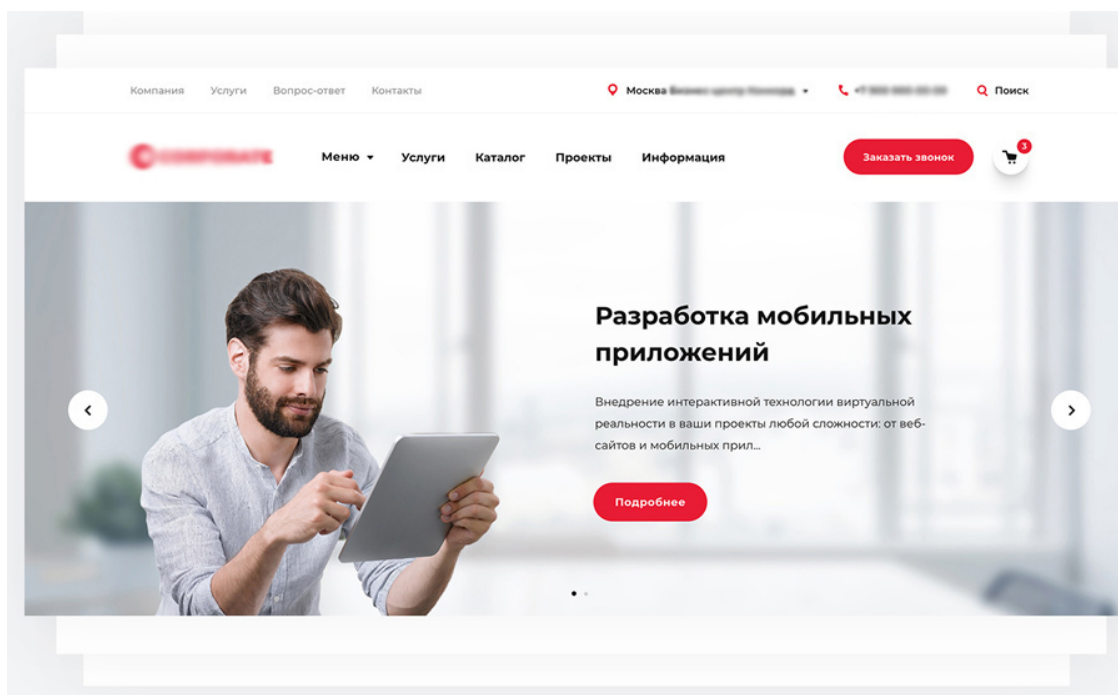 Компания Услуги Вопрос-ответ Контакты Москва Поиск
Меню Услуги Каталог Проекты Информация Заказать звонок 3
Разработка мобильных
приложений
Внедрение интерактивной технологии виртуальной
реальности в ваши проекты любой сложности: от веб-
сайтов и мобильных прил...
Подробнее